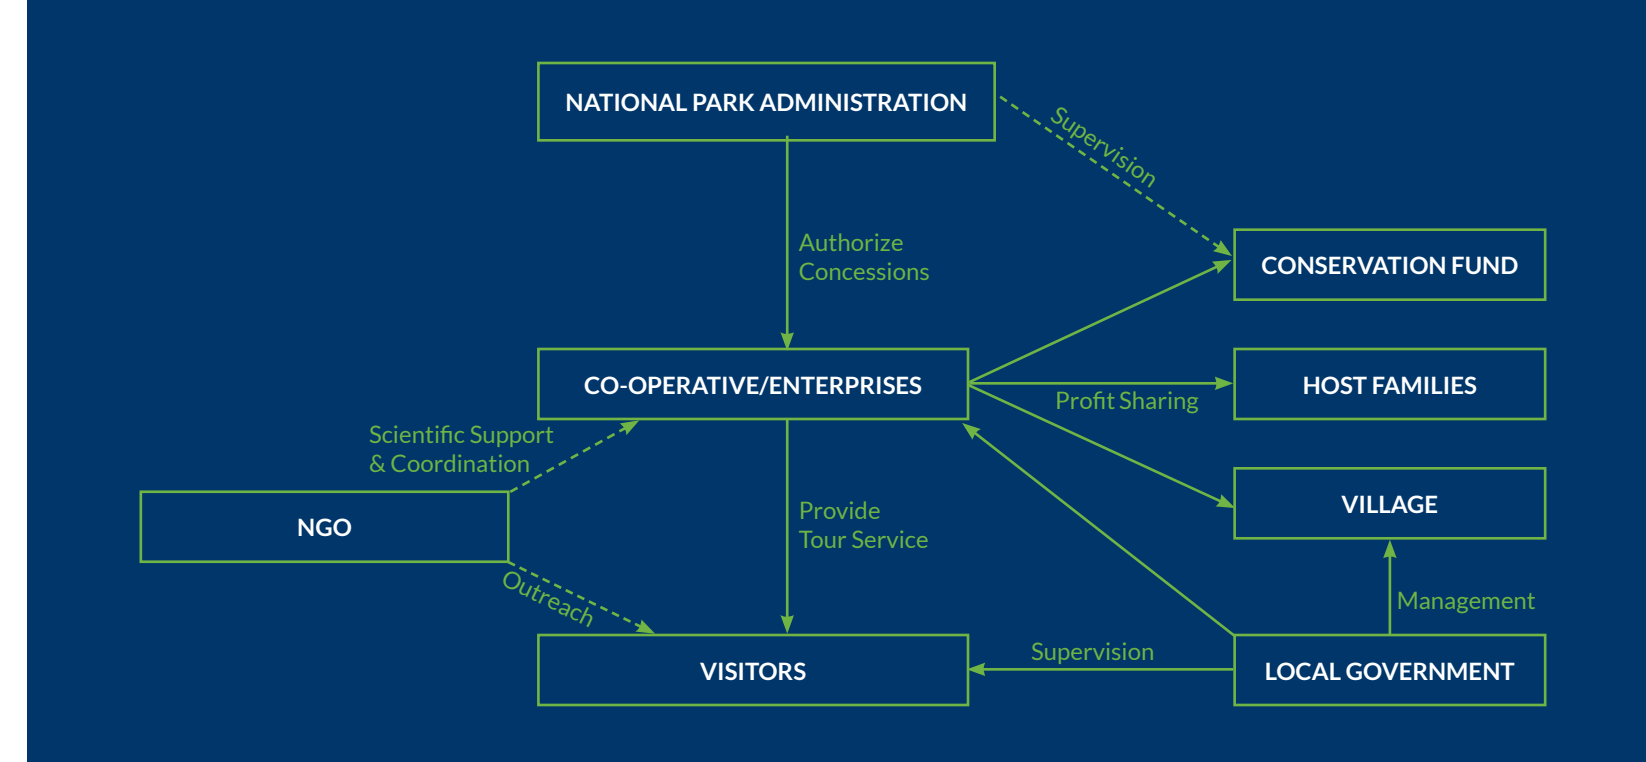 NATIONAL PARK ADMINISTRATION
Supervision
Authorize
Concessions
CONSERVATION FUND
CO-OPERATIVE/ENTERPRISES
HOST FAMILIES
Profit Sharing
Scientific Support
& Coordination
VILLAGE
NGO
Provide
Tour Service
Outreach
Management
Supervision
VISITORS
LOCAL GOVERNMENT